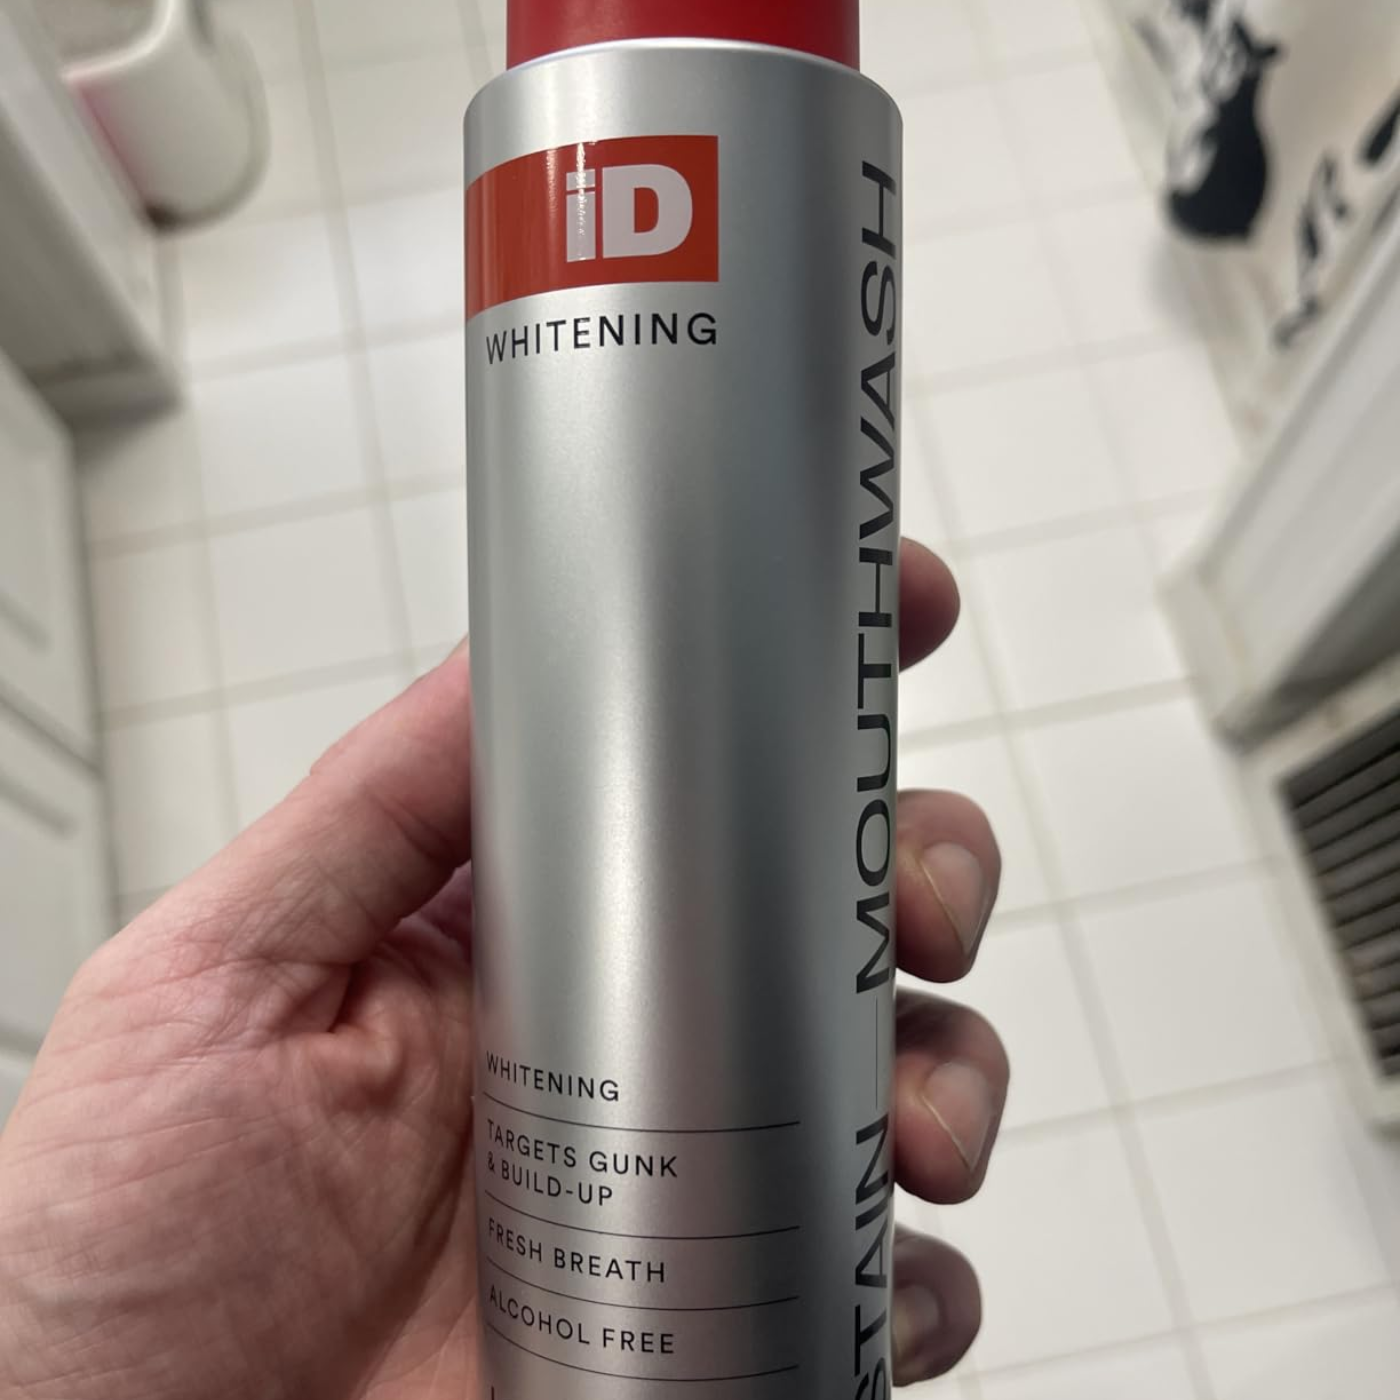 iD
WHITENING
WHITENING
TARGETS GUNK
& BUILD-UP
FRESH BREATH
ALCOHOL FREE
STAIN — MOUTHWASH